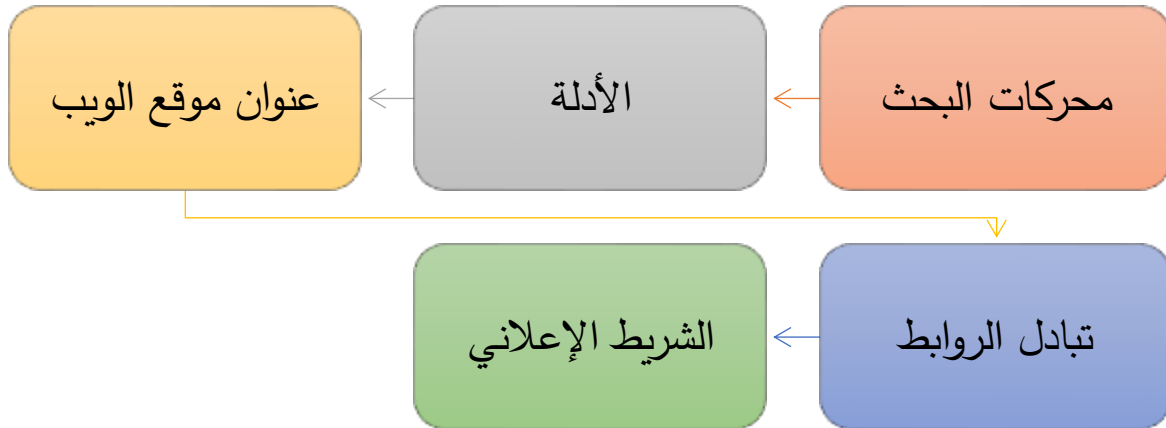 محركات البحث
الأدلة
عنوان موقع الويب
تبادل الروابط
الشريط الإعلاني